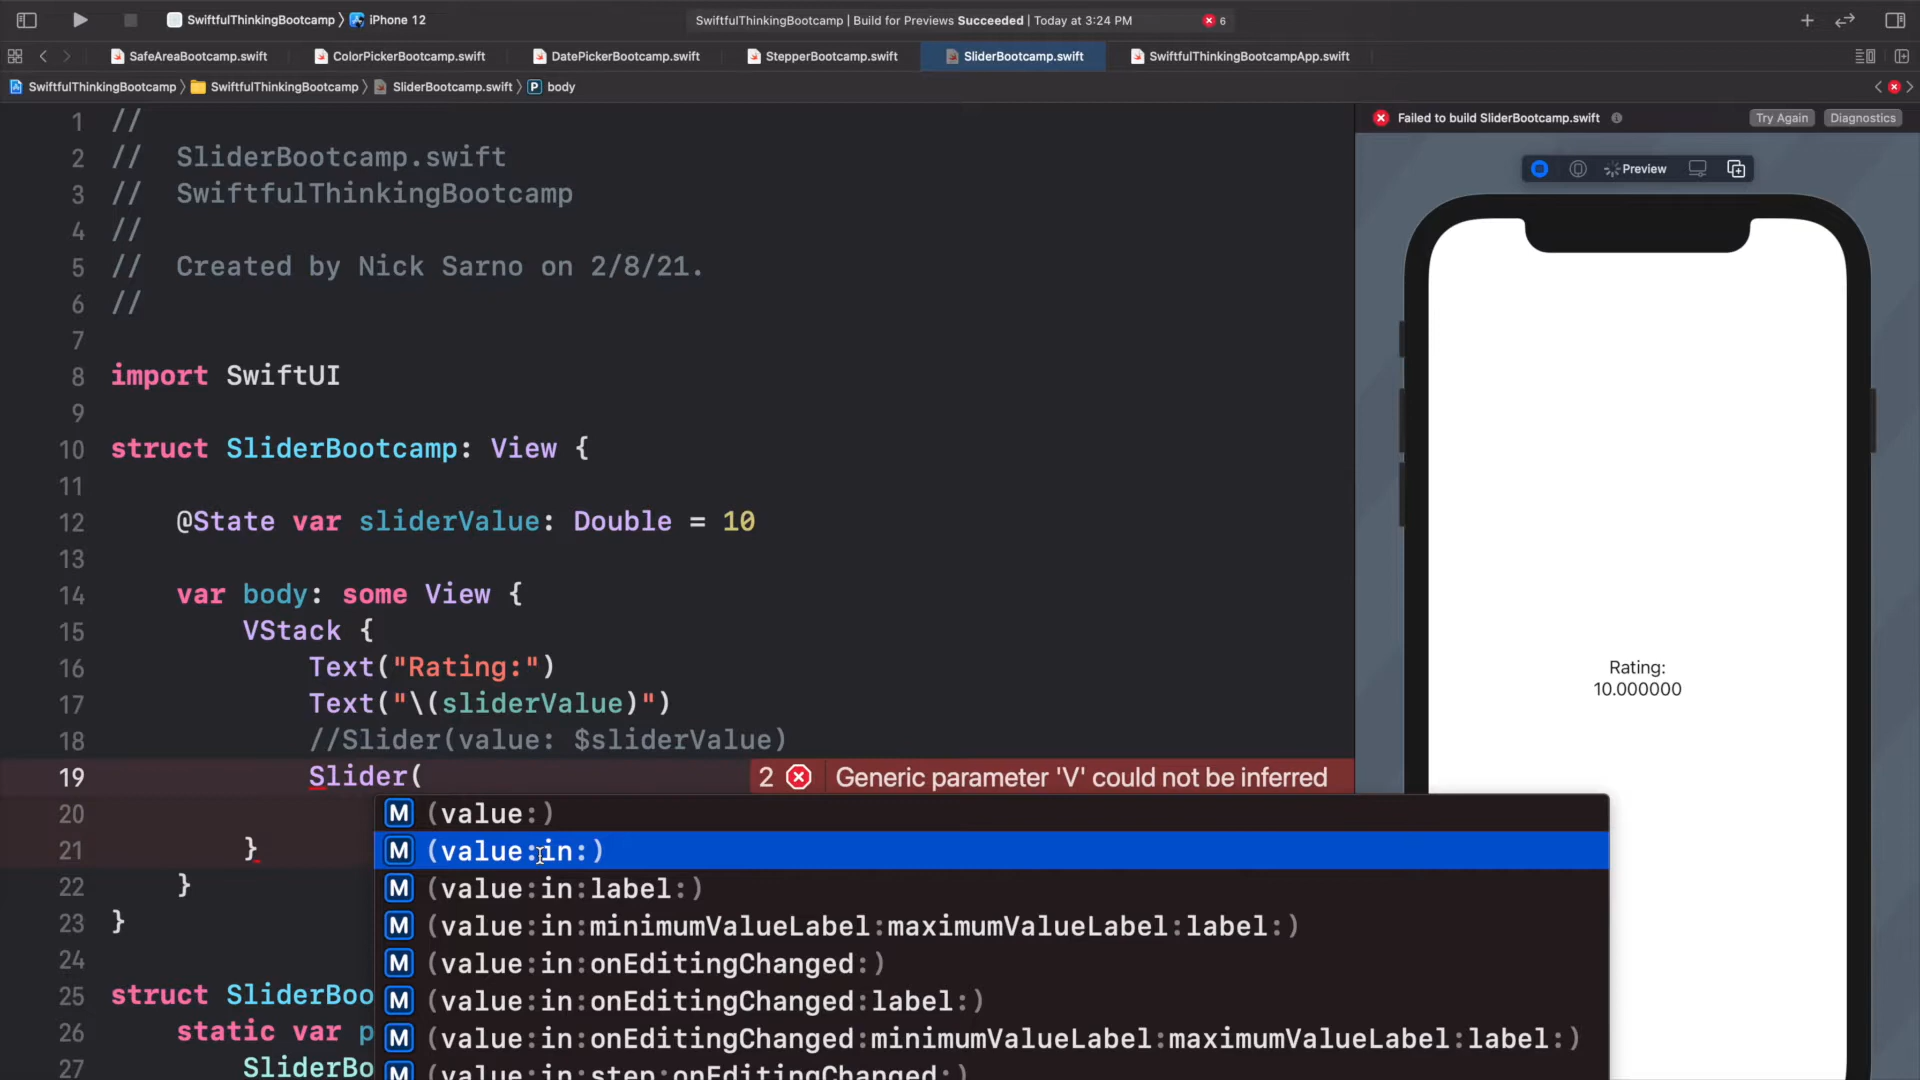 SwiftfulThinkingBootcamp 〉 iPhone 12
SwiftfulThinkingBootcamp | Build for Previews Succeeded | Today at 3:24 PM
6
SafeAreaBootcamp.swift
ColorPickerBootcamp.swift
DatePickerBootcamp.swift
StepperBootcamp.swift
SliderBootcamp.swift
SwiftfulThinkingBootcampApp.swift
SwiftfulThinkingBootcamp 〉 SwiftfulThinkingBootcamp 〉 SliderBootcamp.swift 〉 P body
1 //
2 //  SliderBootcamp.swift
3 //  SwiftfulThinkingBootcamp
4 //
5 //  Created by Nick Sarno on 2/8/21.
6 //
7
8 import SwiftUI
9
10 struct SliderBootcamp: View {
11
12     @State var sliderValue: Double = 10
13
14     var body: some View {
15         VStack {
16             Text("Rating:")
17             Text("\(sliderValue)")
18             //Slider(value: $sliderValue)
19             Slider(
2 Generic parameter 'V' could not be inferred
20
21         }
22     }
23 }
24
25 struct SliderBoo
26     static var p
27         SliderBo
M (value:)
M (value:in:)
M (value:in:label:)
M (value:in:minimumValueLabel:maximumValueLabel:label:)
M (value:in:onEditingChanged:)
M (value:in:onEditingChanged:label:)
M (value:in:onEditingChanged:minimumValueLabel:maximumValueLabel:label:)
M (value:in:step:onEditingChanged:)
Failed to build SliderBootcamp.swift
Try Again
Diagnostics
Preview
Rating:
10.000000